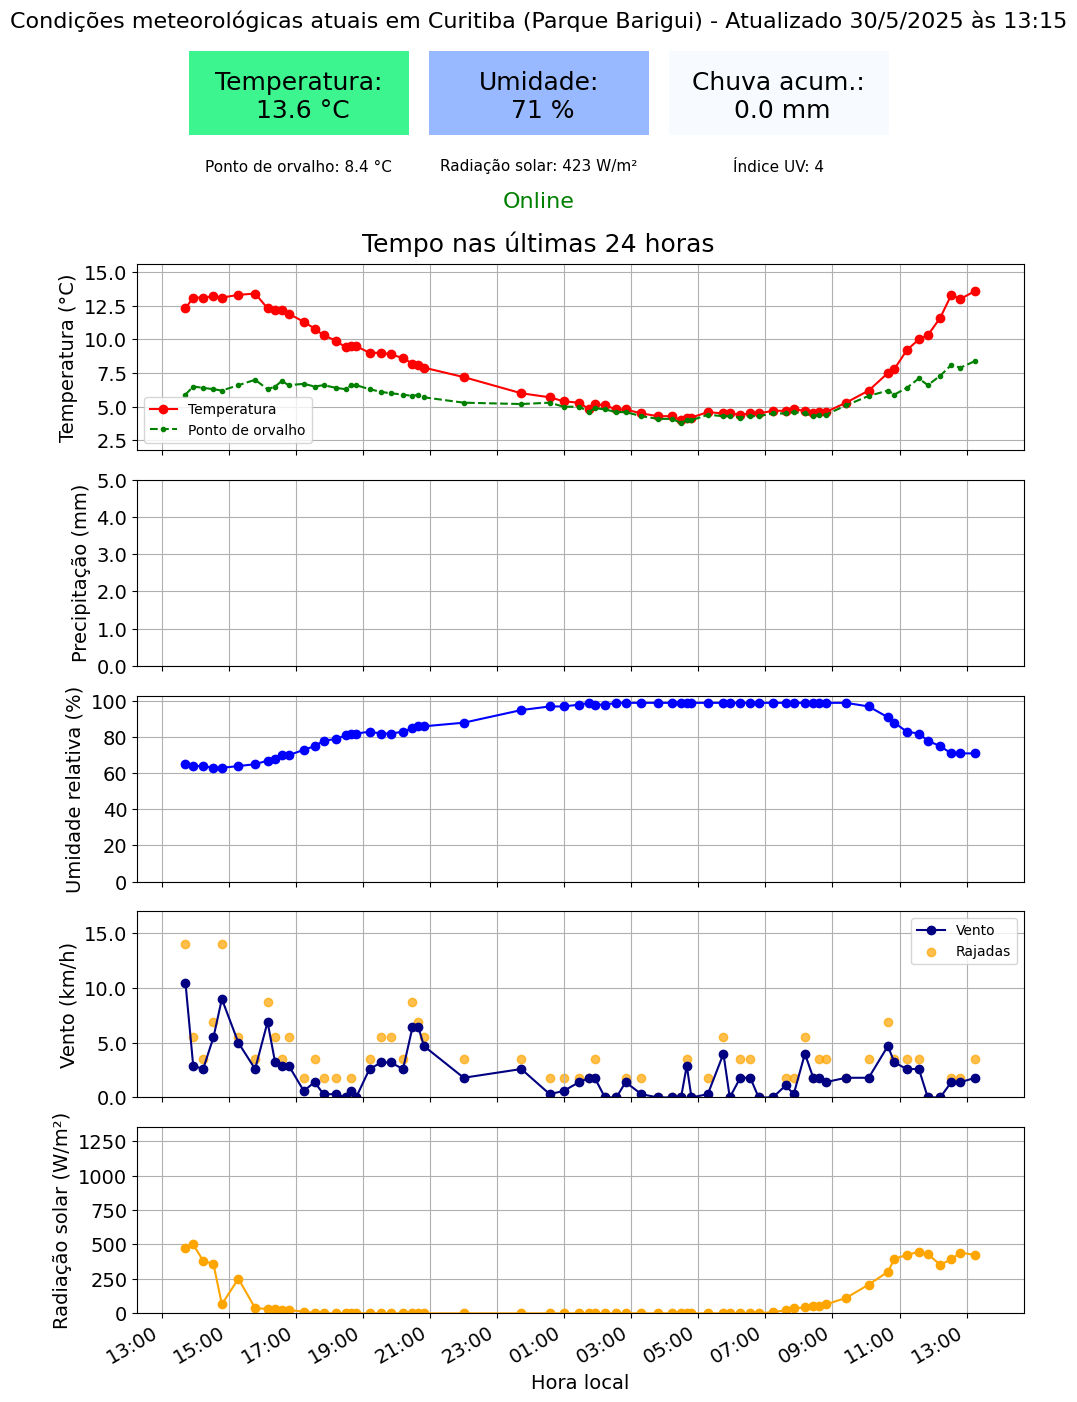 Condições meteorológicas atuais em Curitiba (Parque Barigui) - Atualizado 30/5/2025 às 13:15
Temperatura:
13.6 °C
Umidade:
71 %
Chuva acum.:
0.0 mm
Ponto de orvalho: 8.4 °C
Radiação solar: 423 W/m²
Índice UV: 4
Online
Tempo nas últimas 24 horas
Temperatura (°C)
15.0
12.5
10.0
7.5
5.0
2.5
Temperatura
Ponto de orvalho
Precipitação (mm)
5.0
4.0
3.0
2.0
1.0
0.0
Umidade relativa (%)
100
80
60
40
20
0
Vento (km/h)
15.0
10.0
5.0
0.0
Vento
Rajadas
Radiação solar (W/m²)
1250
1000
750
500
250
0
13:00 15:00 17:00 19:00 21:00 23:00 01:00 03:00 05:00 07:00 09:00 11:00 13:00
Hora local